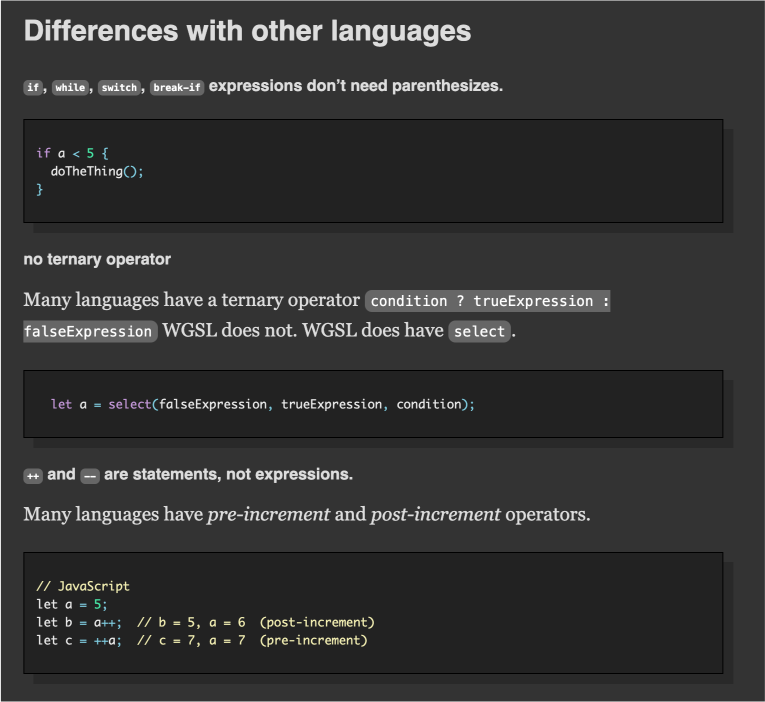 Differences with other languages
if, while, switch, break-if expressions don’t need parenthesizes.
if a < 5 {
  doTheThing();
}
no ternary operator
Many languages have a ternary operator condition ? trueExpression :
falseExpression WGSL does not. WGSL does have select.
let a = select(falseExpression, trueExpression, condition);
++ and -- are statements, not expressions.
Many languages have pre-increment and post-increment operators.
// JavaScript
let a = 5;
let b = a++;  // b = 5, a = 6  (post-increment)
let c = ++a;  // c = 7, a = 7  (pre-increment)